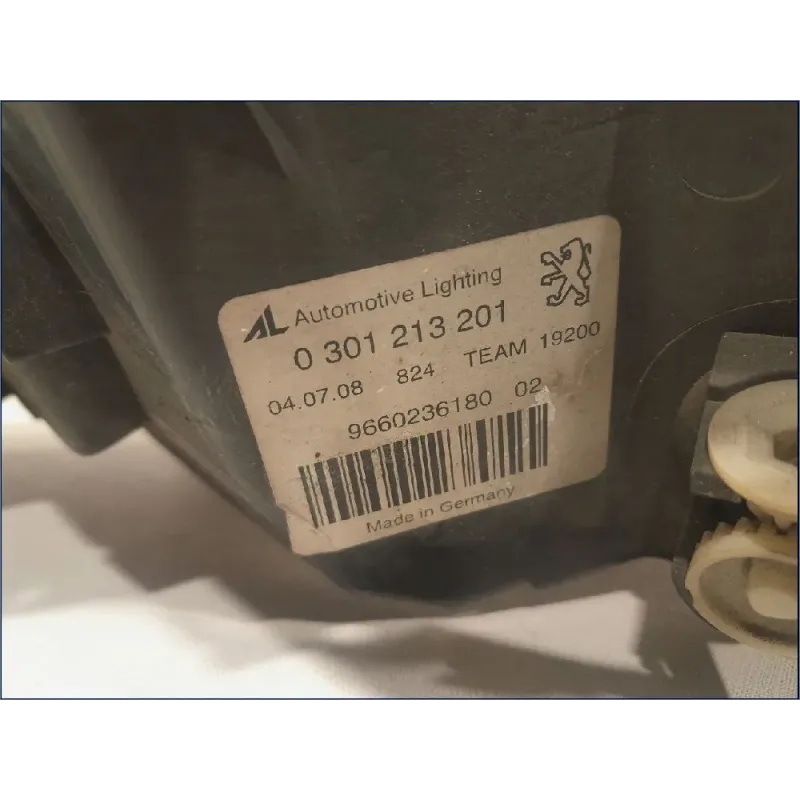 AL Automotive Lighting
0 301 213 201
04.07.08 824 TEAM 19200
9660236180 02
Made in Germany